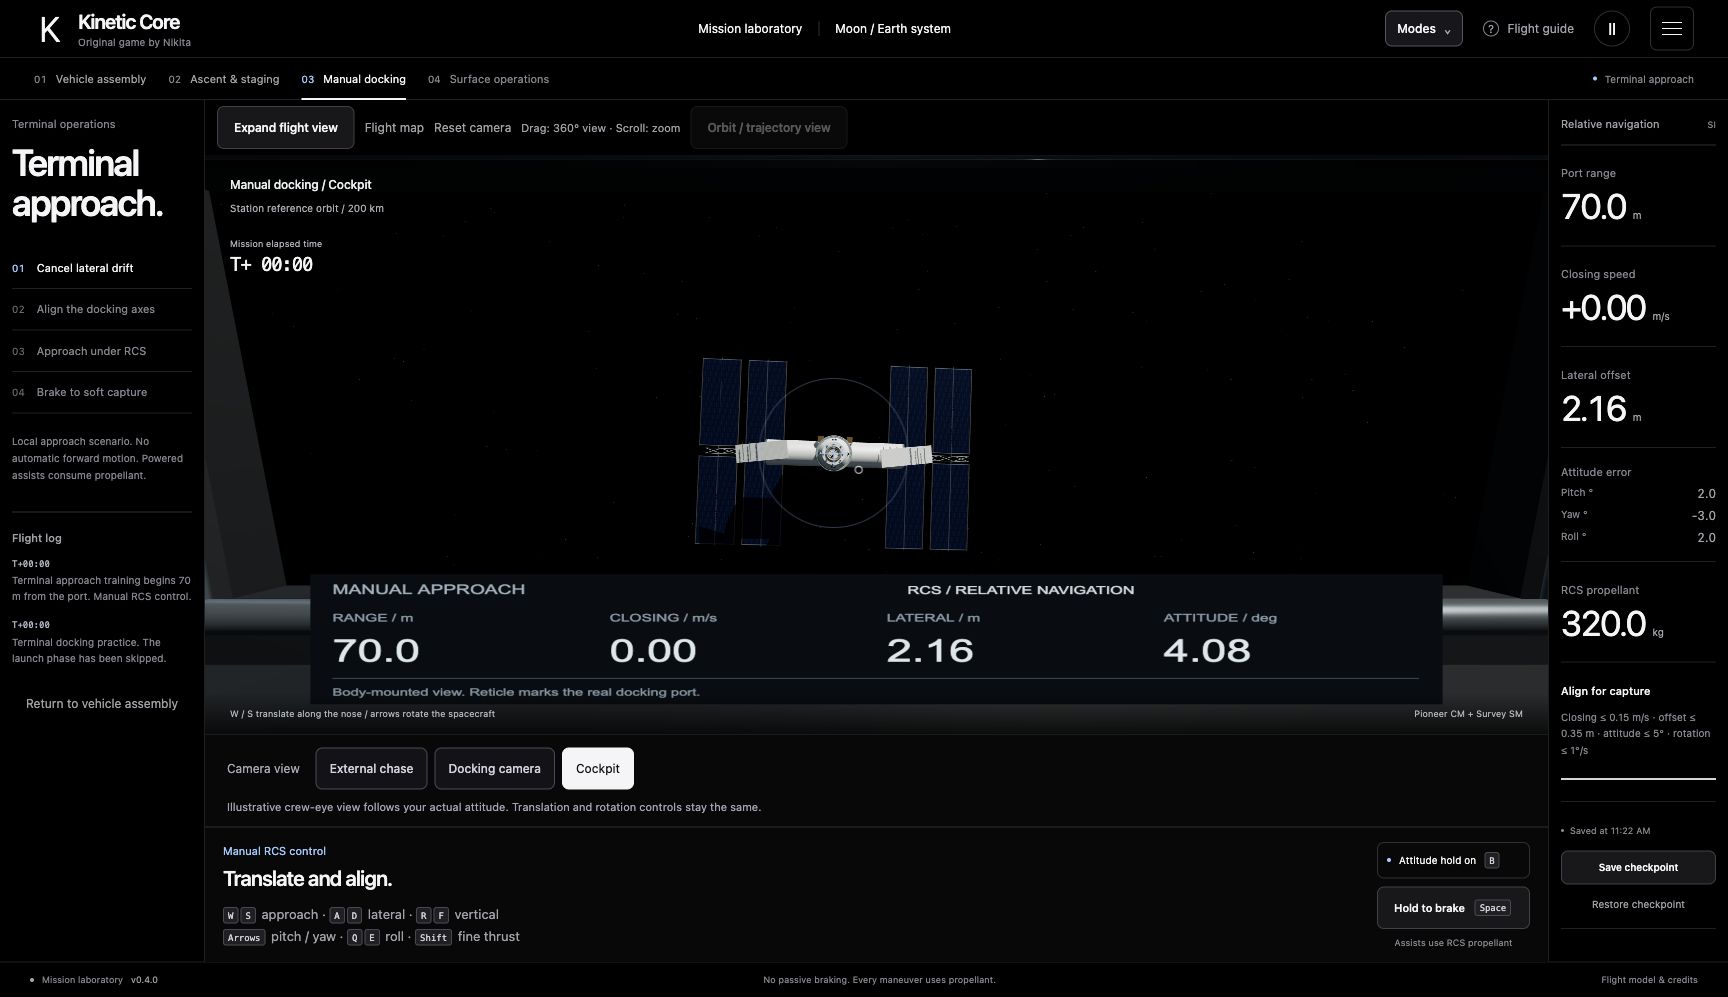 K
Kinetic Core
Original game by Nikita
Mission laboratory
Moon / Earth system
Modes
? Flight guide
01 Vehicle assembly
02 Ascent & staging
03 Manual docking
04 Surface operations
Terminal approach
Terminal operations
Terminal
approach.
01 Cancel lateral drift
02 Align the docking axes
03 Approach under RCS
04 Brake to soft capture
Local approach scenario. No
automatic forward motion. Powered
assists consume propellant.
Flight log
T+00:00
Terminal approach training begins 70
m from the port. Manual RCS control.
T+00:00
Terminal docking practice. The
launch phase has been skipped.
Return to vehicle assembly
Expand flight view
Flight map
Reset camera
Drag: 360° view · Scroll: zoom
Orbit / trajectory view
Manual docking / Cockpit
Station reference orbit / 200 km
Mission elapsed time
T+ 00:00
MANUAL APPROACH
RCS / RELATIVE NAVIGATION
RANGE / m
CLOSING / m/s
LATERAL / m
ATTITUDE / deg
70.0
0.00
2.16
4.08
Body-mounted view. Reticle marks the real docking port.
W / S translate along the nose / arrows rotate the spacecraft
Pioneer CM + Survey SM
Camera view
External chase
Docking camera
Cockpit
Illustrative crew-eye view follows your actual attitude. Translation and rotation controls stay the same.
Manual RCS control
Translate and align.
W S approach · A D lateral · R F vertical
Arrows pitch / yaw · Q E roll · Shift fine thrust
Attitude hold on B
Hold to brake Space
Assists use RCS propellant
Relative navigation
SI
Port range
70.0 m
Closing speed
+0.00 m/s
Lateral offset
2.16 m
Attitude error
Pitch ° 2.0
Yaw ° -3.0
Roll ° 2.0
RCS propellant
320.0 kg
Align for capture
Closing ≤ 0.15 m/s · offset ≤
0.35 m · attitude ≤ 5° · rotation
≤ 1°/s
Saved at 11:22 AM
Save checkpoint
Restore checkpoint
Mission laboratory v0.4.0
No passive braking. Every maneuver uses propellant.
Flight model & credits